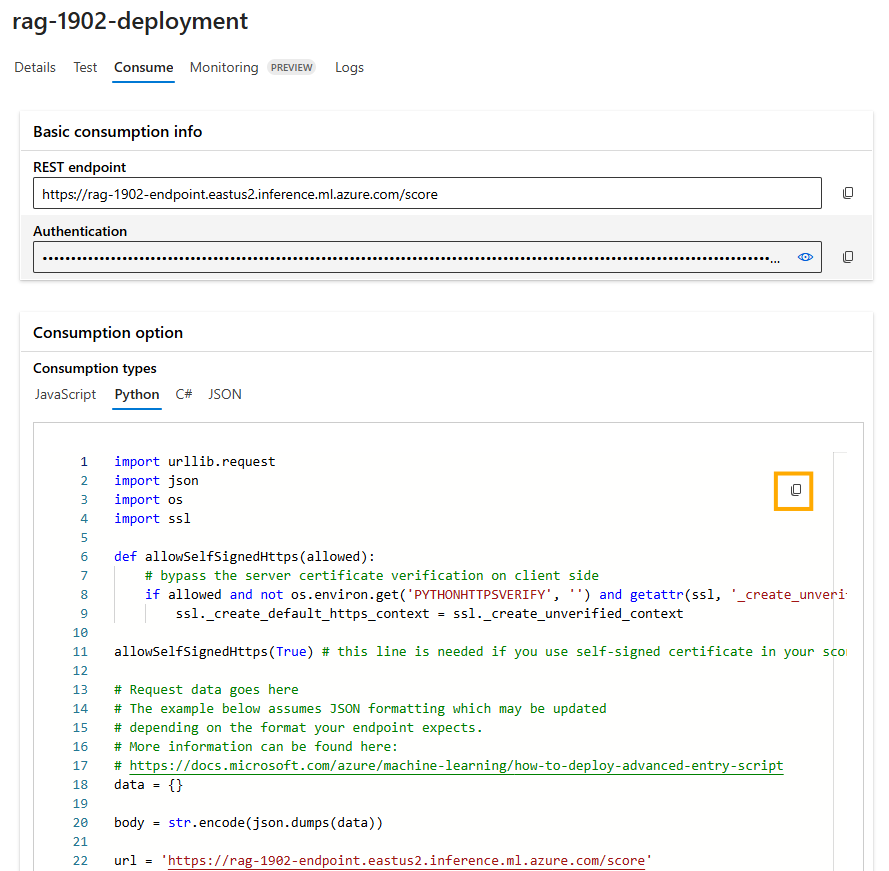 rag-1902-deployment
Details Test Consume Monitoring PREVIEW Logs
Basic consumption info
REST endpoint
https://rag-1902-endpoint.eastus2.inference.ml.azure.com/score
Authentication
Consumption option
Consumption types
JavaScript Python C# JSON
1 import urllib.request
2 import json
3 import os
4 import ssl
5
6 def allowSelfSignedHttps(allowed):
7 # bypass the server certificate verification on client side
8 if allowed and not os.environ.get('PYTHONHTTPSVERIFY', '') and getattr(ssl, '_create_unverif
9 ssl._create_default_https_context = ssl._create_unverified_context
10
11 allowSelfSignedHttps(True) # this line is needed if you use self-signed certificate in your sco
12
13 # Request data goes here
14 # The example below assumes JSON formatting which may be updated
15 # depending on the format your endpoint expects.
16 # More information can be found here:
17 # https://docs.microsoft.com/azure/machine-learning/how-to-deploy-advanced-entry-script
18 data = {}
19
20 body = str.encode(json.dumps(data))
21
22 url = 'https://rag-1902-endpoint.eastus2.inference.ml.azure.com/score'